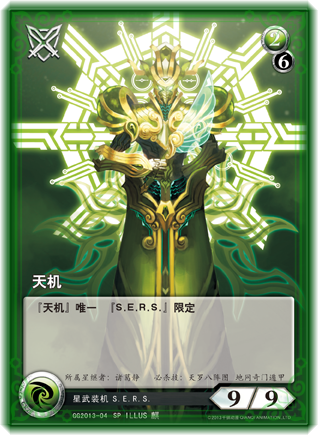 2
6
天机
『天机』唯一 『S.E.R.S.』限定
所属星继者：诸葛静 必杀技：天罗八阵图·地网奇门遁甲
星武装机 S.E.R.S.
9/9
GG2013-04 SP ILLUS